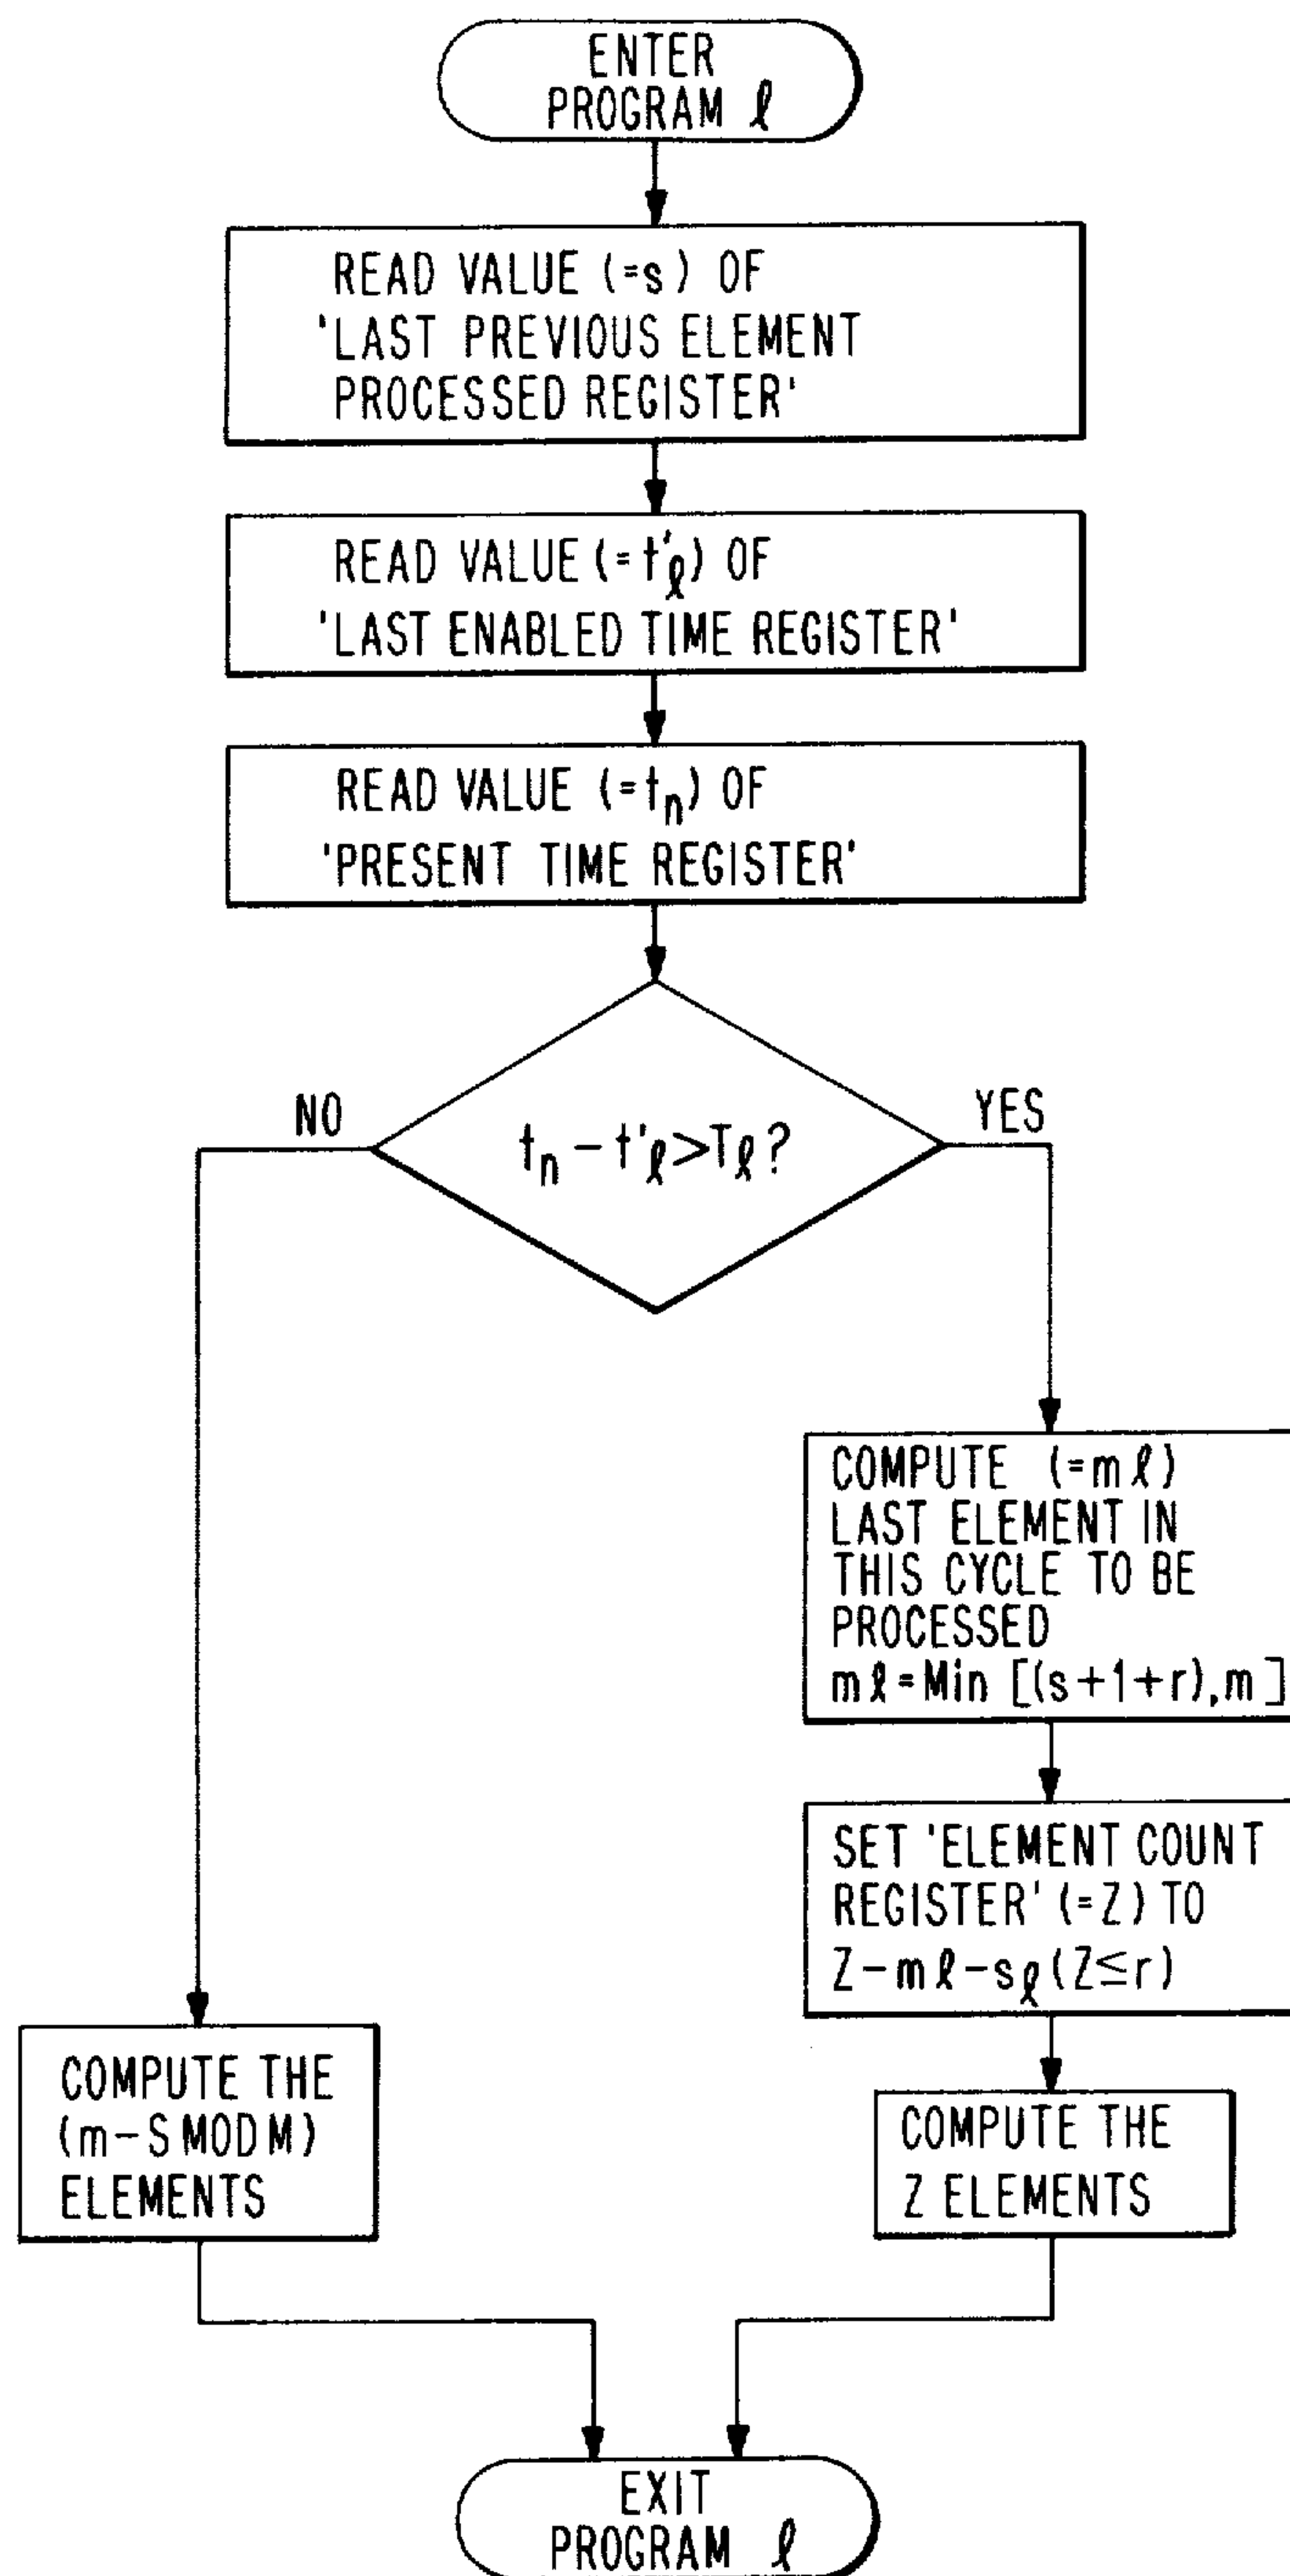 ENTER
PROGRAM ℓ
READ VALUE (=s) OF
'LAST PREVIOUS ELEMENT
PROCESSED REGISTER'
READ VALUE (=t'ℓ) OF
'LAST ENABLED TIME REGISTER'
READ VALUE (=tn) OF
'PRESENT TIME REGISTER'
NO
YES
tn-t'ℓ>Tℓ?
COMPUTE (=mℓ)
LAST ELEMENT IN
THIS CYCLE TO BE
PROCESSED
mℓ=Min [(s+1+r),m]
SET 'ELEMENT COUNT
REGISTER' (=Z) TO
Z-mℓ-sℓ(Z≤r)
COMPUTE THE
(m-S MOD M)
ELEMENTS
COMPUTE THE
Z ELEMENTS
EXIT
PROGRAM ℓ